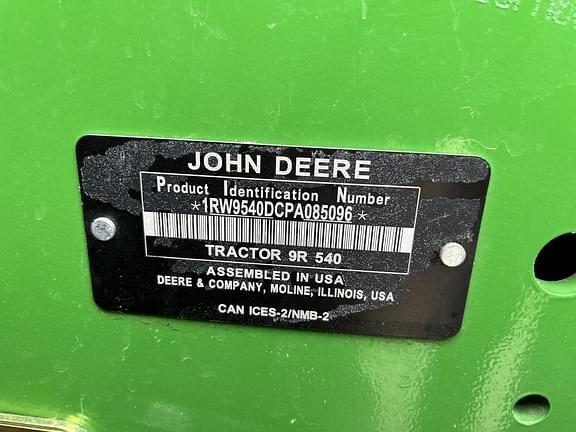 JOHN DEERE
Product Identification Number
*1RW9540DCPA085096*
TRACTOR 9R 540
ASSEMBLED IN USA
DEERE & COMPANY, MOLINE, ILLINOIS, USA
CAN ICES-2/NMB-2